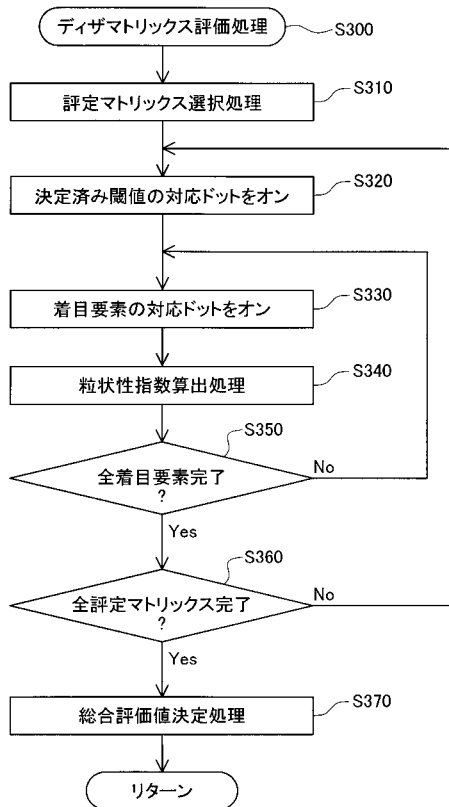 ディザマトリックス評価処理
S300
評定マトリックス選択処理
S310
決定済み閾値の対応ドットをオン
S320
着目要素の対応ドットをオン
S330
粒状性指数算出処理
S340
S350
全着目要素完了
?
No
Yes
S360
全評定マトリックス完了
?
No
Yes
総合評価値決定処理
S370
リターン